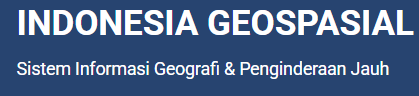 INDONESIA GEOSPASIAL
Sistem Informasi Geografi & Penginderaan Jauh